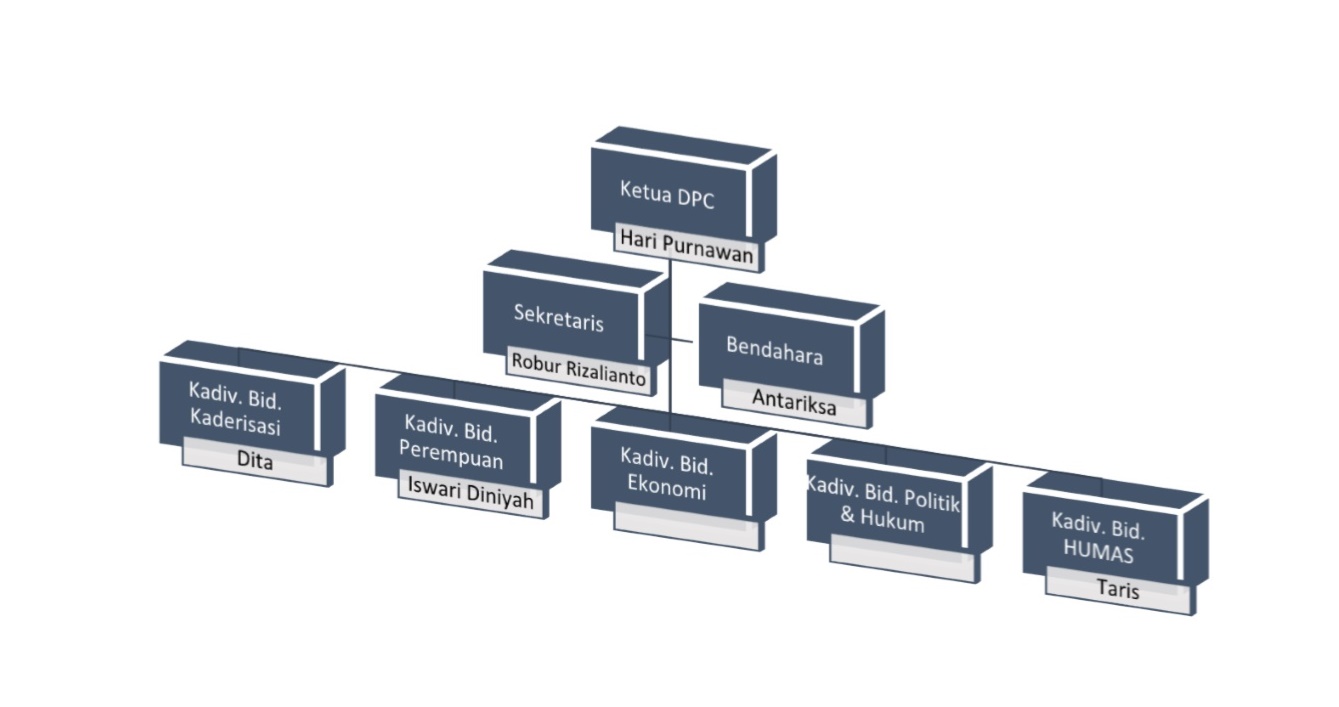 Ketua DPC
Hari Purnawan
Sekretaris
Robur Rizalianto
Bendahara
Antariksa
Kadiv. Bid.
Kaderisasi
Dita
Kadiv. Bid.
Perempuan
Iswari Diniyah
Kadiv. Bid.
Ekonomi
Kadiv. Bid. Politik
& Hukum
Kadiv. Bid.
HUMAS
Taris